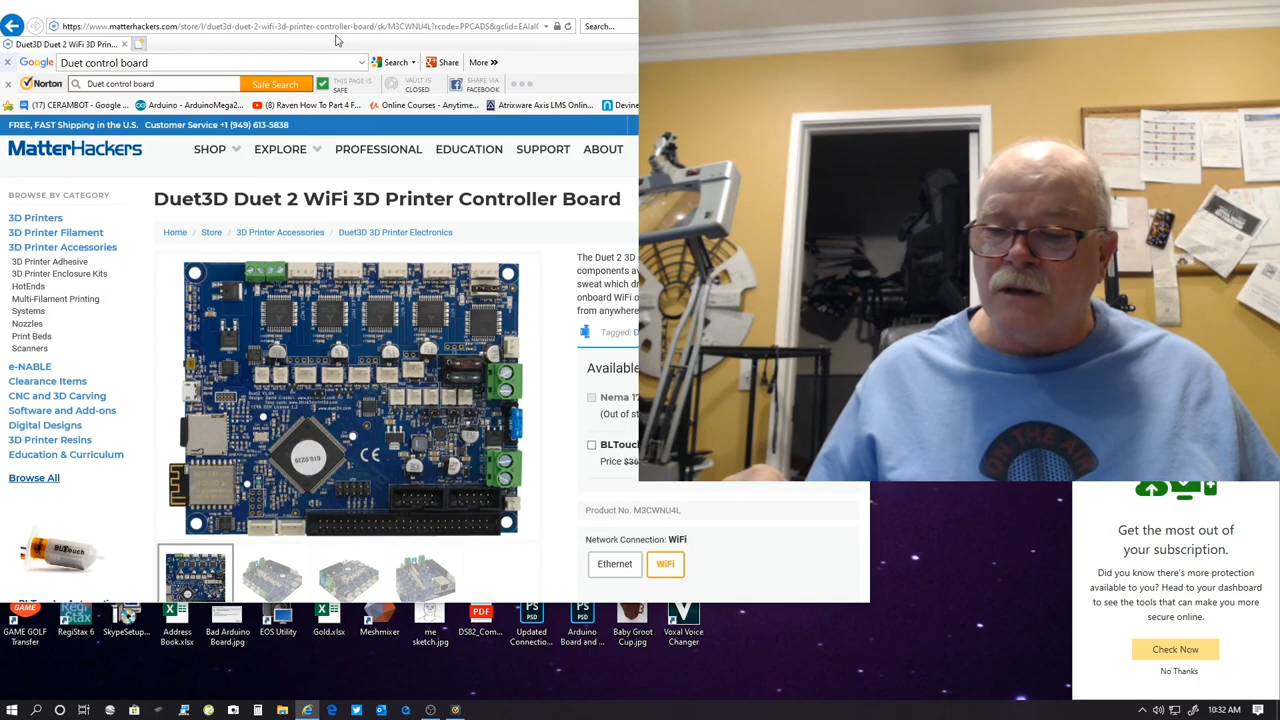 https://www.matterhackers.com/store/l/duet3d-duet-2-wifi-3d-printer-controller-board/sk/M3CWNU4L?rcode=PPCADS&gclid=EAIaI
Search...
Duet3D Duet 2 WiFi 3D Prin...
Google Duet control board Search Share More »
Norton Duet control board Safe Search THIS PAGE IS SAFE VAULT IS CLOSED SHARE VIA FACEBOOK
(17) CERAMBOT - Google ... Arduino - ArduinoMega2... (8) Raven How To Part 4 F... Online Courses - Anytime... Atrixware Axis LMS Onlin... Devine
FREE, FAST Shipping in the U.S. Customer Service +1 (949) 613-5838
MatterHackers SHOP EXPLORE PROFESSIONAL EDUCATION SUPPORT ABOUT
BROWSE BY CATEGORY
3D Printers
3D Printer Filament
3D Printer Accessories
3D Printer Adhesive
3D Printer Enclosure Kits
HotEnds
Multi-Filament Printing
Systems
Nozzles
Print Beds
Scanners
e-NABLE
Clearance Items
CNC and 3D Carving
Software and Add-ons
Digital Designs
3D Printer Resins
Education & Curriculum
Browse All
BLTouch
Duet3D Duet 2 WiFi 3D Printer Controller Board
Home / Store / 3D Printer Accessories / Duet3D 3D Printer Electronics
The Duet 2 3D
components av
sweat which dr
onboard WiFi o
from anywhere
Tagged: D
Available
Nema 17
(Out of st
BLTouch
Price $36
Product No. M3CWNU4L
Network Connection: WiFi
Ethernet
WiFi
Get the most out of
your subscription.
Did you know there's more protection
available to you? Head to your dashboard
to see the tools that can make you more
secure online.
Check Now
No Thanks
GAME GOLF Transfer
RegiStax 6
SkypeSetup...
Address Book.xlsx
Bad Arduino Board.jpg
EOS Utility
Gold.xlsx
Meshmixer
me sketch.jpg
DS82_Com...
Updated Connectio...
Arduino Board and ...
Baby Groot Cup.jpg
Voxal Voice Changer
10:32 AM